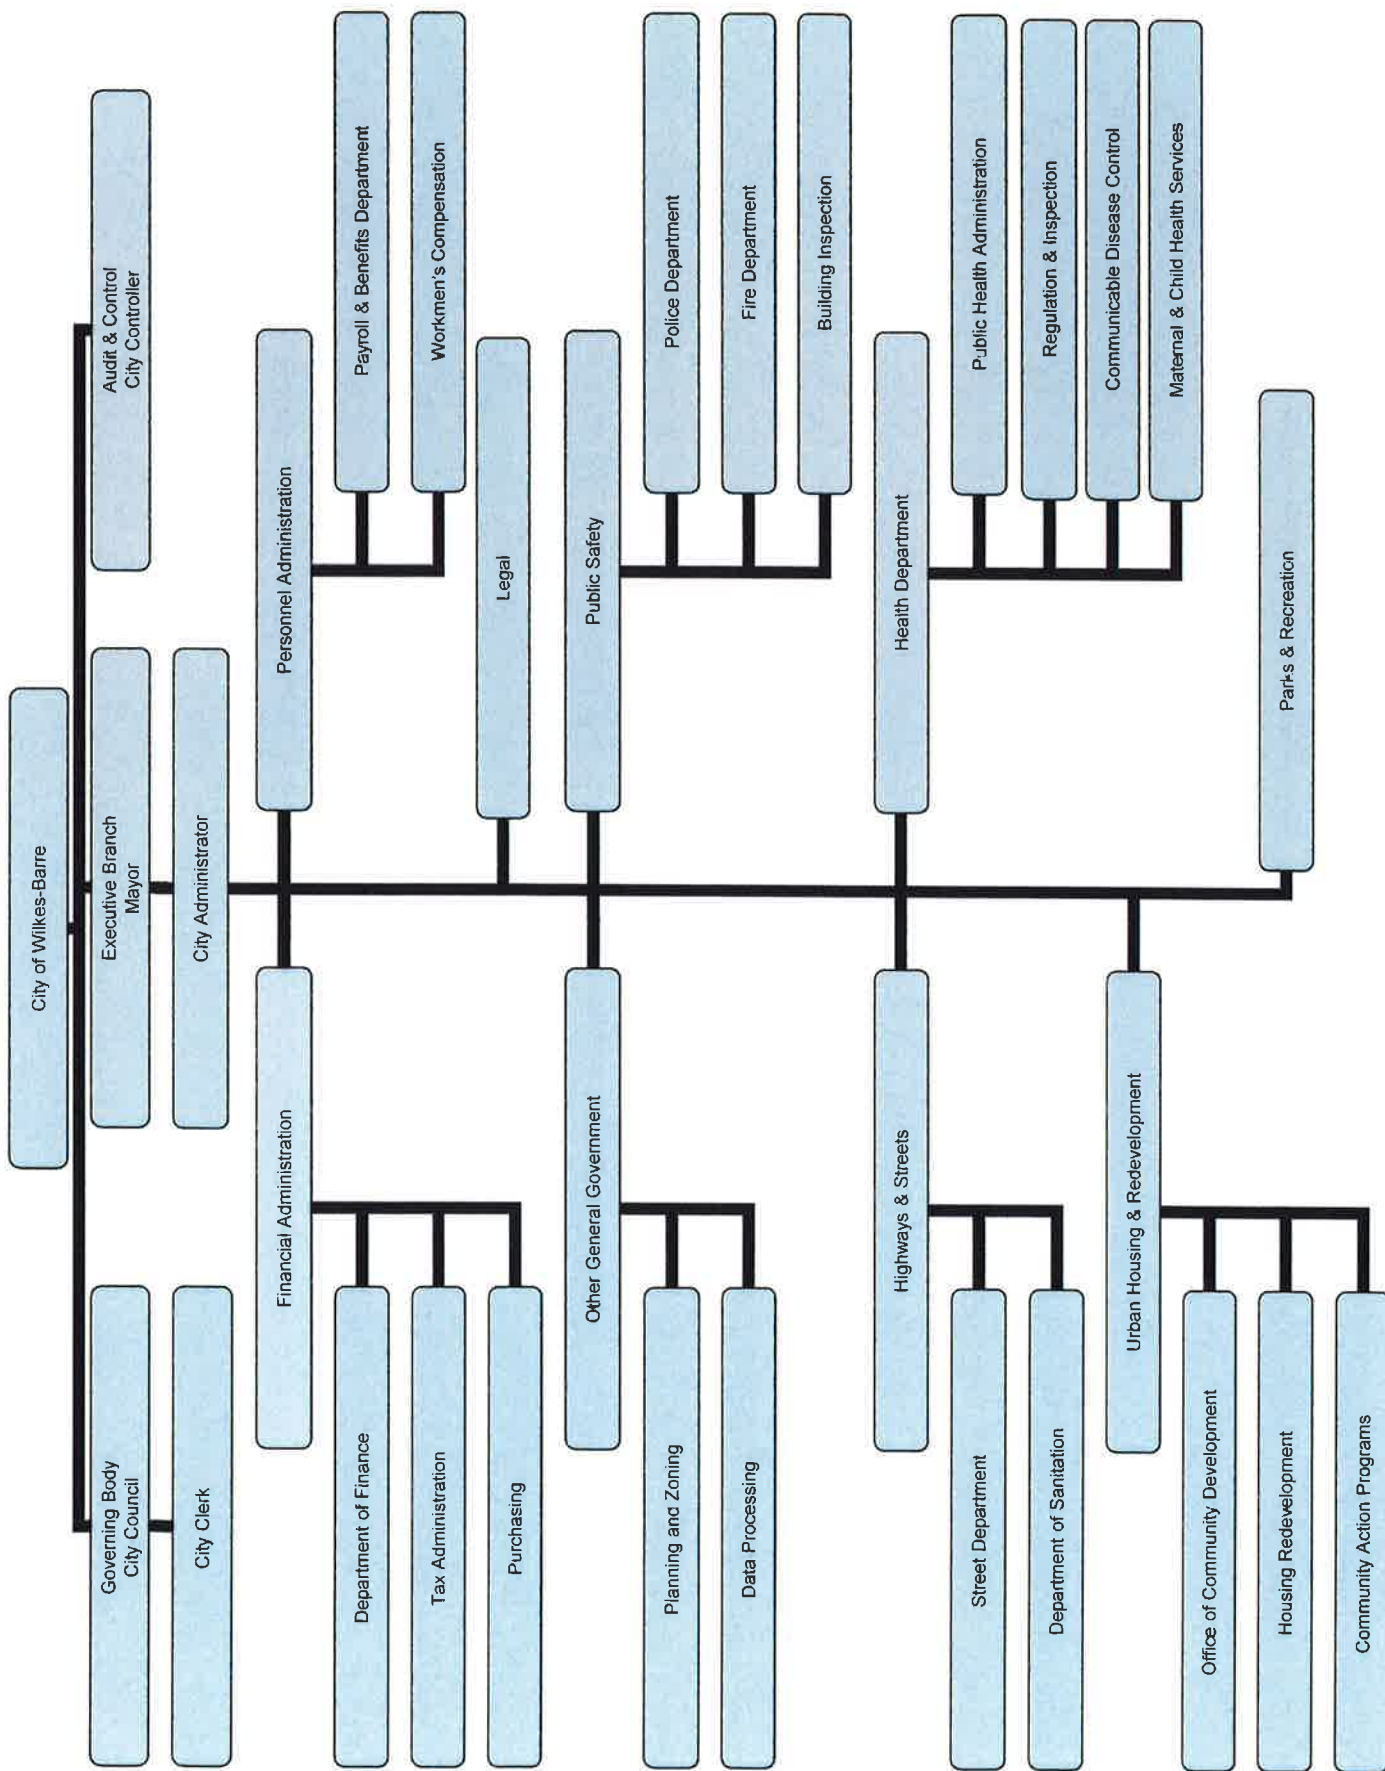 City of Wilkes-Barre
Governing Body
City Council
Executive Branch
Mayor
Audit & Control
City Controller
City Clerk
City Administrator
Financial Administration
Personnel Administration
Department of Finance
Payroll & Benefits Department
Tax Administration
Workmen's Compensation
Purchasing
Legal
Other General Government
Public Safety
Planning and Zoning
Police Department
Data Processing
Fire Department
Building Inspection
Highways & Streets
Health Department
Street Department
Public Health Administration
Department of Sanitation
Regulation & Inspection
Communicable Disease Control
Urban Housing & Redevelopment
Maternal & Child Health Services
Office of Community Development
Housing Redevelopment
Parks & Recreation
Community Action Programs